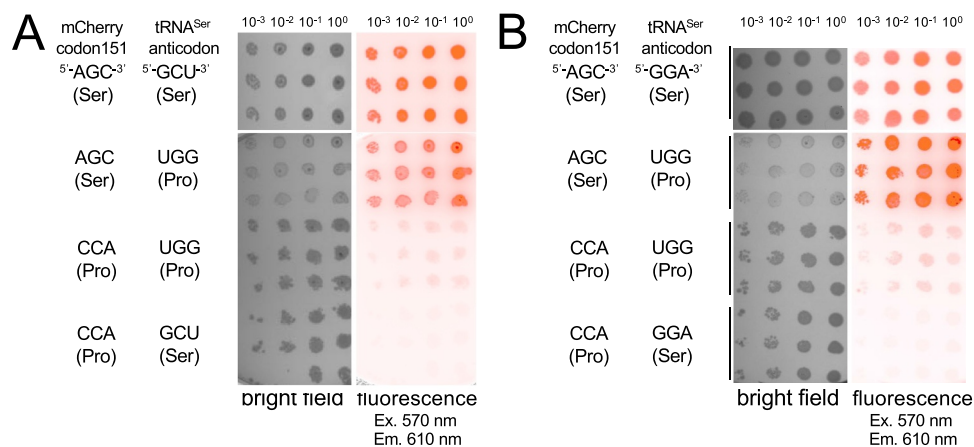 A
mCherry codon151
tRNASer anticodon
10-3 10-2 10-1 100
5'-AGC-3' (Ser)
5'-GCU-3' (Ser)
10-3 10-2 10-1 100
AGC (Ser)
UGG (Pro)
CCA (Pro)
UGG (Pro)
CCA (Pro)
GCU (Ser)
bright field
fluorescence
Ex. 570 nm
Em. 610 nm
B
mCherry codon151
tRNASer anticodon
10-3 10-2 10-1 100
5'-AGC-3' (Ser)
5'-GGA-3' (Ser)
10-3 10-2 10-1 100
AGC (Ser)
UGG (Pro)
CCA (Pro)
UGG (Pro)
CCA (Pro)
GGA (Ser)
bright field
fluorescence
Ex. 570 nm
Em. 610 nm